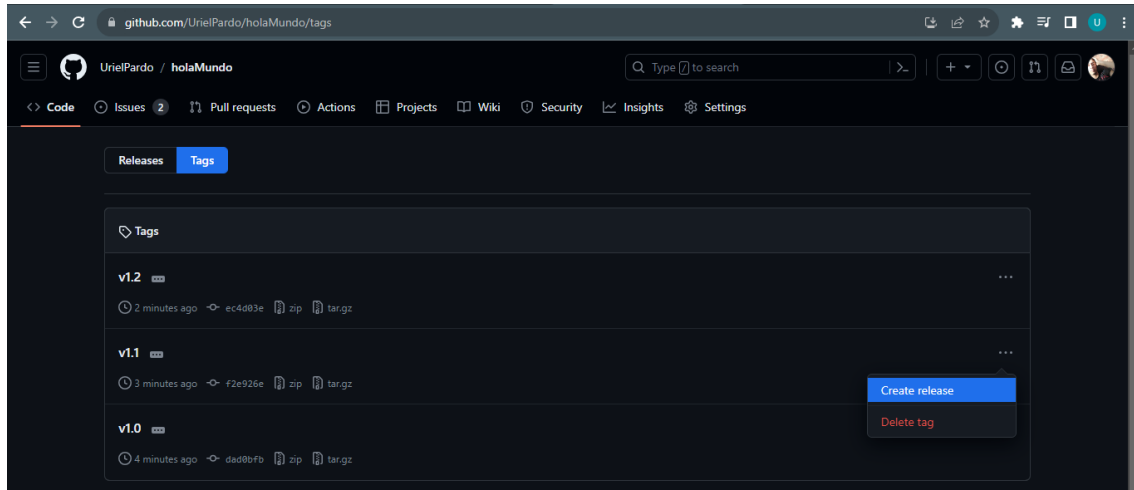 github.com/UrielPardo/holaMundo/tags
U
UrielPardo / holaMundo
Type / to search
Code Issues 2 Pull requests Actions Projects Wiki Security Insights Settings
Releases Tags
Tags
v1.2
2 minutes ago ec4d03e zip tar.gz
v1.1
3 minutes ago f2e926e zip tar.gz
Create release
Delete tag
v1.0
4 minutes ago dad0bfb zip tar.gz